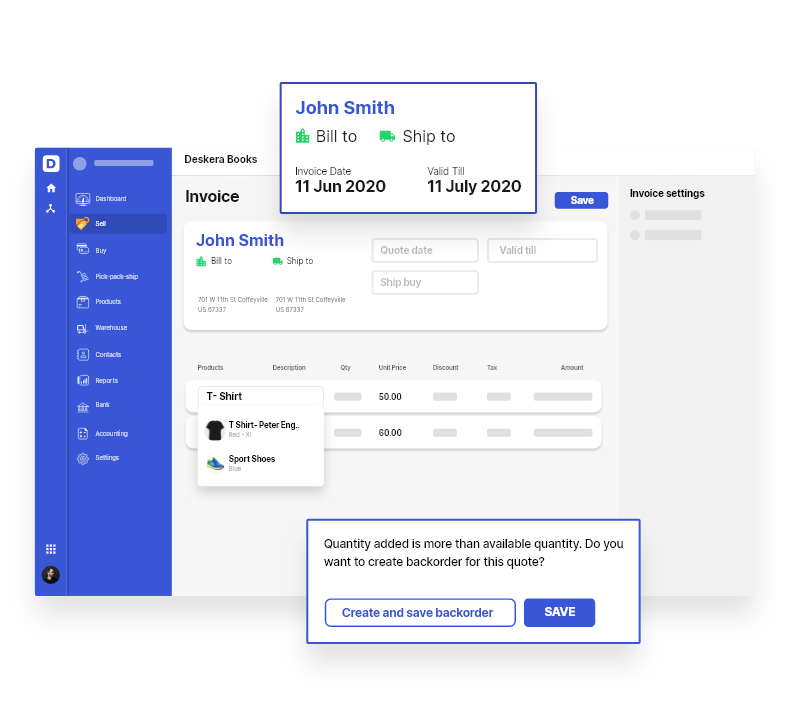 John Smith
Bill to
Ship to
Invoice Date
Valid Till
11 Jun 2020
11 July 2020
D
Deskera Books
Dashboard
Sell
Buy
Pick-pack-ship
Products
Warehouse
Contacts
Reports
Bank
Accounting
Settings
Invoice
Save
Invoice settings
John Smith
Bill to
Ship to
701 W 11th St Coffeyville
US 67337
701 W 11th St Coffeyville
US 67337
Quote date
Valid till
Ship buy
Products
Description
Qty
Unit Price
Discount
Tax
Amount
T- Shirt
50.00
T Shirt- Peter Eng..
Red - Xl
60.00
Sport Shoes
Blue
Quantity added is more than available quantity. Do you
want to create backorder for this quote?
Create and save backorder
SAVE